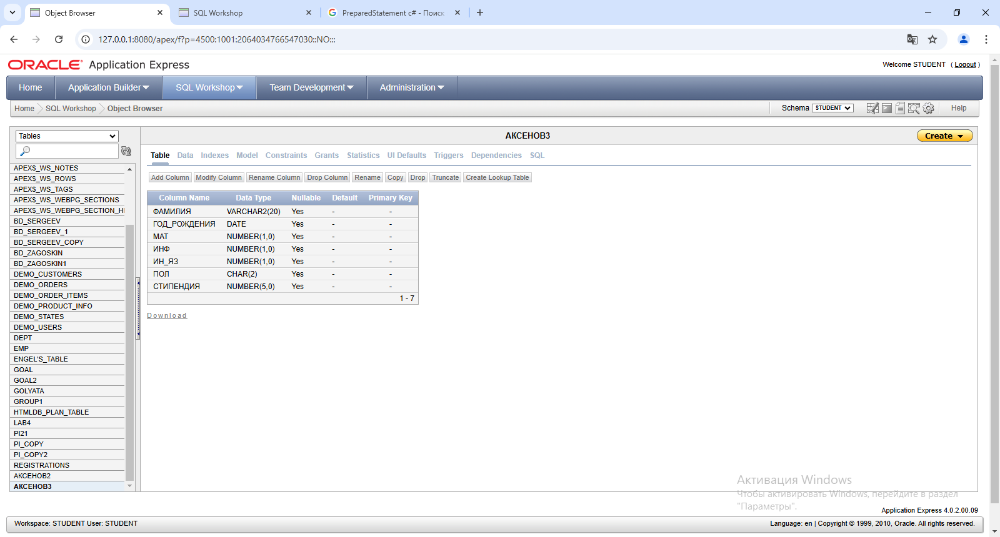 Object Browser
SQL Workshop
PreparedStatement c# - Поиск
127.0.0.1:8080/apex/f?p=4500:1001:2064034766547030::NO:::
ORACLE Application Express
Welcome STUDENT ( Logout )
Home
Application Builder
SQL Workshop
Team Development
Administration
Home SQL Workshop Object Browser
Schema STUDENT
Help
Tables
APEX$_WS_NOTES
APEX$_WS_ROWS
APEX$_WS_TAGS
APEX$_WS_WEBPG_SECTIONS
APEX$_WS_WEBPG_SECTION_HI
BD_SERGEEV
BD_SERGEEV_1
BD_SERGEEV_COPY
BD_ZAGOSKIN
BD_ZAGOSKIN1
DEMO_CUSTOMERS
DEMO_ORDERS
DEMO_ORDER_ITEMS
DEMO_PRODUCT_INFO
DEMO_STATES
DEMO_USERS
DEPT
EMP
ENGEL'S_TABLE
GOAL
GOAL2
GOLYATA
GROUP1
HTMLDB_PLAN_TABLE
LAB4
PI21
PI_COPY
PI_COPY2
REGISTRATIONS
АКСЕНОВ2
АКСЕНОВ3
АКСЕНОВ3
Create
Table Data Indexes Model Constraints Grants Statistics UI Defaults Triggers Dependencies SQL
Add Column Modify Column Rename Column Drop Column Rename Copy Drop Truncate Create Lookup Table
Column Name Data Type Nullable Default Primary Key
ФАМИЛИЯ VARCHAR2(20) Yes - -
ГОД_РОЖДЕНИЯ DATE Yes - -
МАТ NUMBER(1,0) Yes - -
ИНФ NUMBER(1,0) Yes - -
ИН_ЯЗ NUMBER(1,0) Yes - -
ПОЛ CHAR(2) Yes - -
СТИПЕНДИЯ NUMBER(5,0) Yes - -
1 - 7
Download
Активация Windows
Чтобы активировать Windows, перейдите в раздел
"Параметры".
Application Express 4.0.2.00.09
Workspace: STUDENT User: STUDENT
Language: en | Copyright © 1999, 2010, Oracle. All rights reserved.